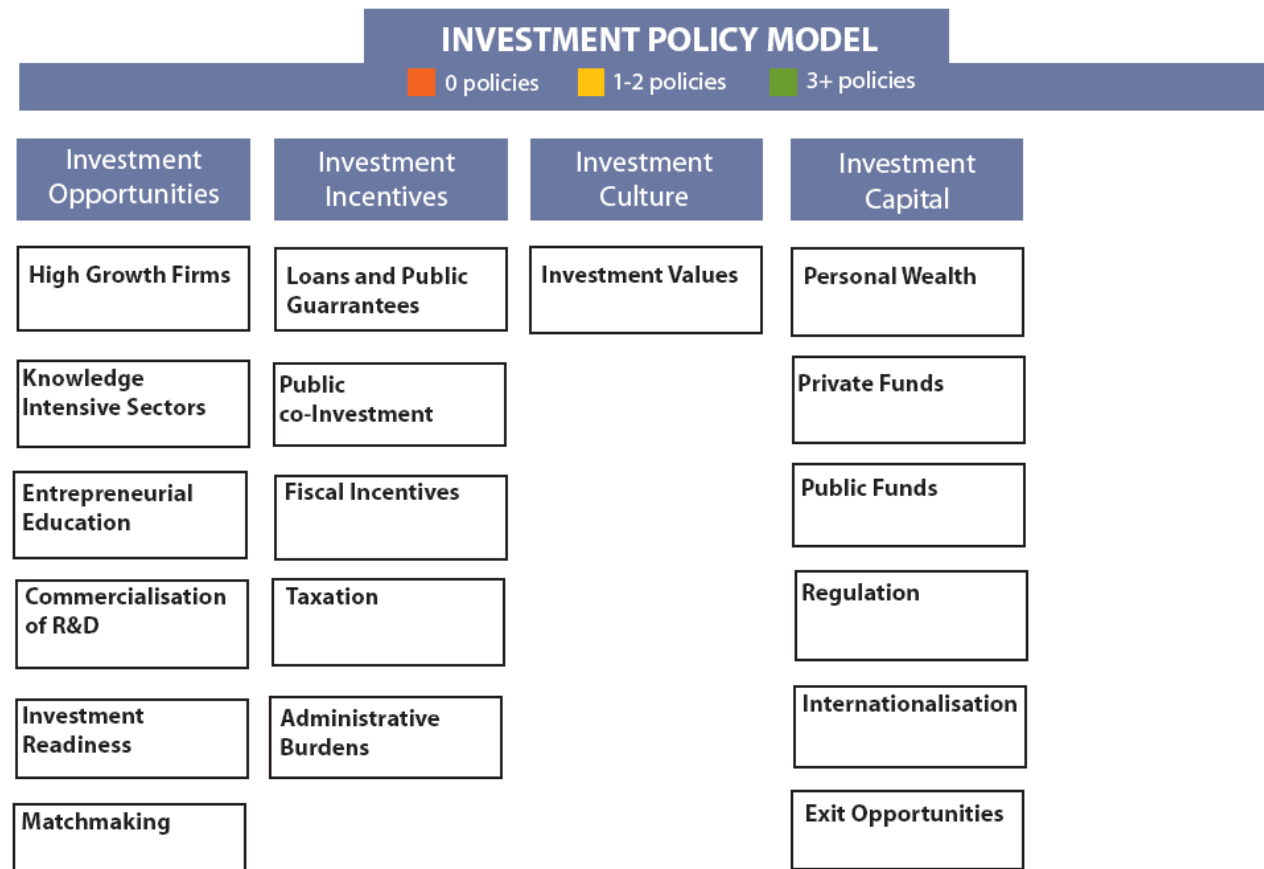 INVESTMENT POLICY MODEL
0 policies
1-2 policies
3+ policies
Investment
Opportunities
High Growth Firms
Knowledge
Intensive Sectors
Entrepreneurial
Education
Commercialisation
of R&D
Investment
Readiness
Matchmaking
Investment
Incentives
Loans and Public
Guarrantees
Public
co-Investment
Fiscal Incentives
Taxation
Administrative
Burdens
Investment
Culture
Investment Values
Investment
Capital
Personal Wealth
Private Funds
Public Funds
Regulation
Internationalisation
Exit Opportunities